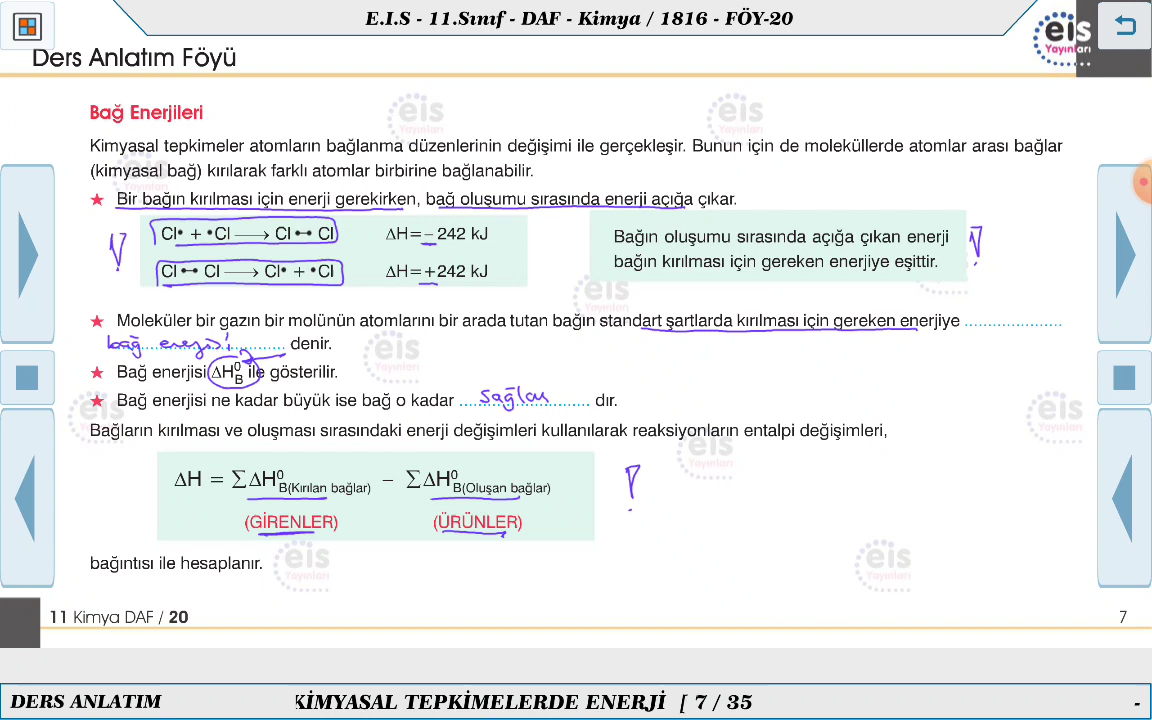 E.I.S - 11.Sınıf - DAF - Kimya / 1816 - FÖY-20
eis
Yayınları
Ders Anlatım Föyü
Bağ Enerjileri
Kimyasal tepkimeler atomların bağlanma düzenlerinin değişimi ile gerçekleşir. Bunun için de moleküllerde atomlar arası bağlar
(kimyasal bağ) kırılarak farklı atomlar birbirine bağlanabilir.
★ Bir bağın kırılması için enerji gerekirken, bağ oluşumu sırasında enerji açığa çıkar.
Cl• + •Cl ⟶ Cl •• Cl ΔH = – 242 kJ
Cl •• Cl ⟶ Cl• + •Cl ΔH = +242 kJ
Bağın oluşumu sırasında açığa çıkan enerji
bağın kırılması için gereken enerjiye eşittir.
★ Moleküler bir gazın bir molünün atomlarını bir arada tutan bağın standart şartlarda kırılması için gereken enerjiye ....................
bağ enerjisi denir.
★ Bağ enerjisi ΔH⁰B ile gösterilir.
★ Bağ enerjisi ne kadar büyük ise bağ o kadar sağlam dır.
Bağların kırılması ve oluşması sırasındaki enerji değişimleri kullanılarak reaksiyonların entalpi değişimleri,
ΔH = ∑ΔH⁰B(Kırılan bağlar) – ∑ΔH⁰B(Oluşan bağlar)
(GİRENLER) (ÜRÜNLER)
bağıntısı ile hesaplanır.
11 Kimya DAF / 20
7
DERS ANLATIM KİMYASAL TEPKİMELERDE ENERJİ [ 7 / 35 -